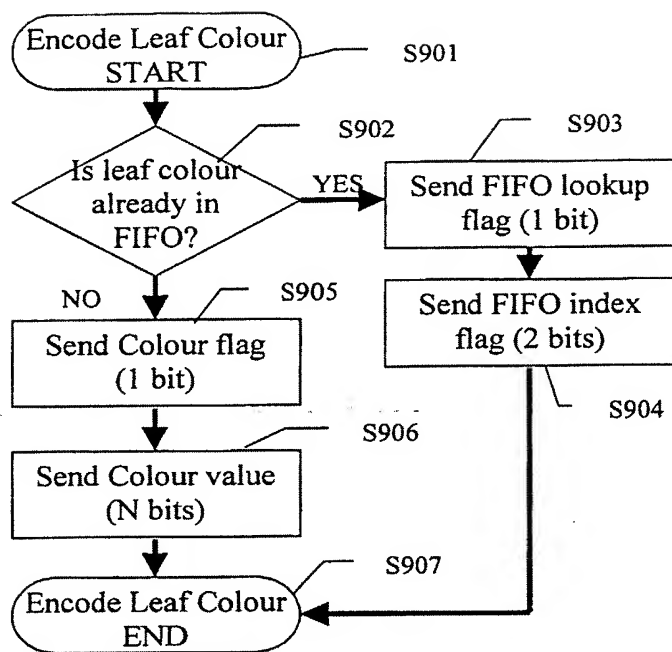 Encode Leaf Colour
START
S901
S902
Is leaf colour
already in
FIFO?
YES
S903
Send FIFO lookup
flag (1 bit)
Send FIFO index
flag (2 bits)
S904
NO
S905
Send Colour flag
(1 bit)
S906
Send Colour value
(N bits)
S907
Encode Leaf Colour
END